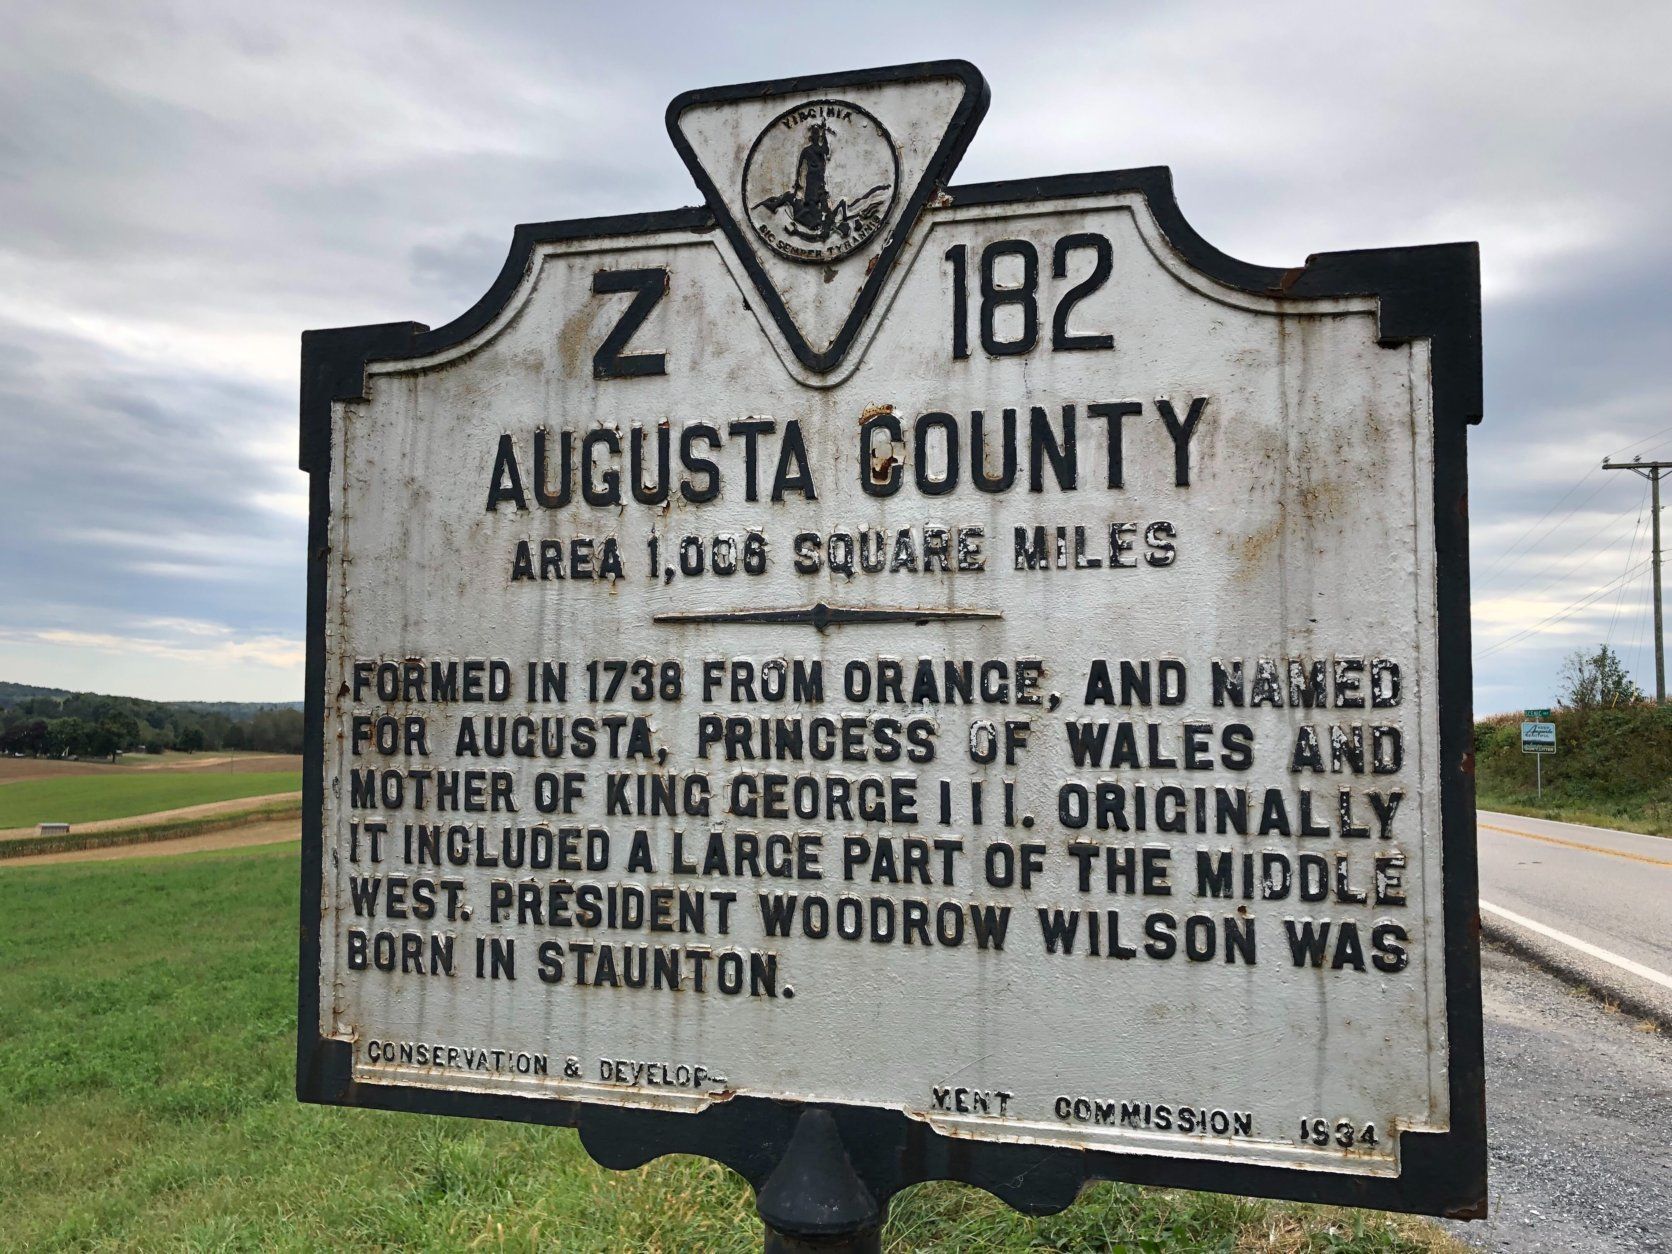 VIRGINIA
SIC SEMPER TYRANNIS
Z 182
AUGUSTA COUNTY
AREA 1,006 SQUARE MILES
FORMED IN 1738 FROM ORANGE, AND NAMED
FOR AUGUSTA, PRINCESS OF WALES AND
MOTHER OF KING GEORGE III. ORIGINALLY
IT INCLUDED A LARGE PART OF THE MIDDLE
WEST. PRESIDENT WOODROW WILSON WAS
BORN IN STAUNTON.
CONSERVATION & DEVELOP-MENT COMMISSION 1934